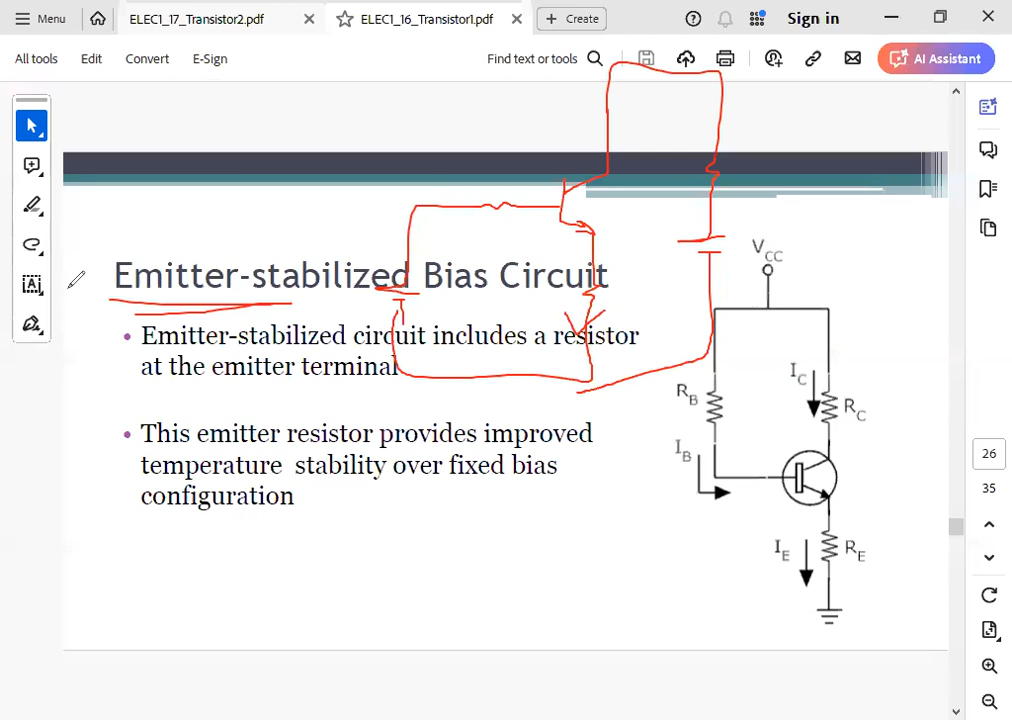 Menu
ELEC1_17_Transistor2.pdf
ELEC1_16_Transistor1.pdf
Create
Sign in
All tools
Edit
Convert
E-Sign
Find text or tools
AI Assistant
Emitter-stabilized Bias Circuit
• Emitter-stabilized circuit includes a resistor
at the emitter terminal
• This emitter resistor provides improved
temperature stability over fixed bias
configuration
VCC
IC
RB
RC
IB
IE
RE
26
35